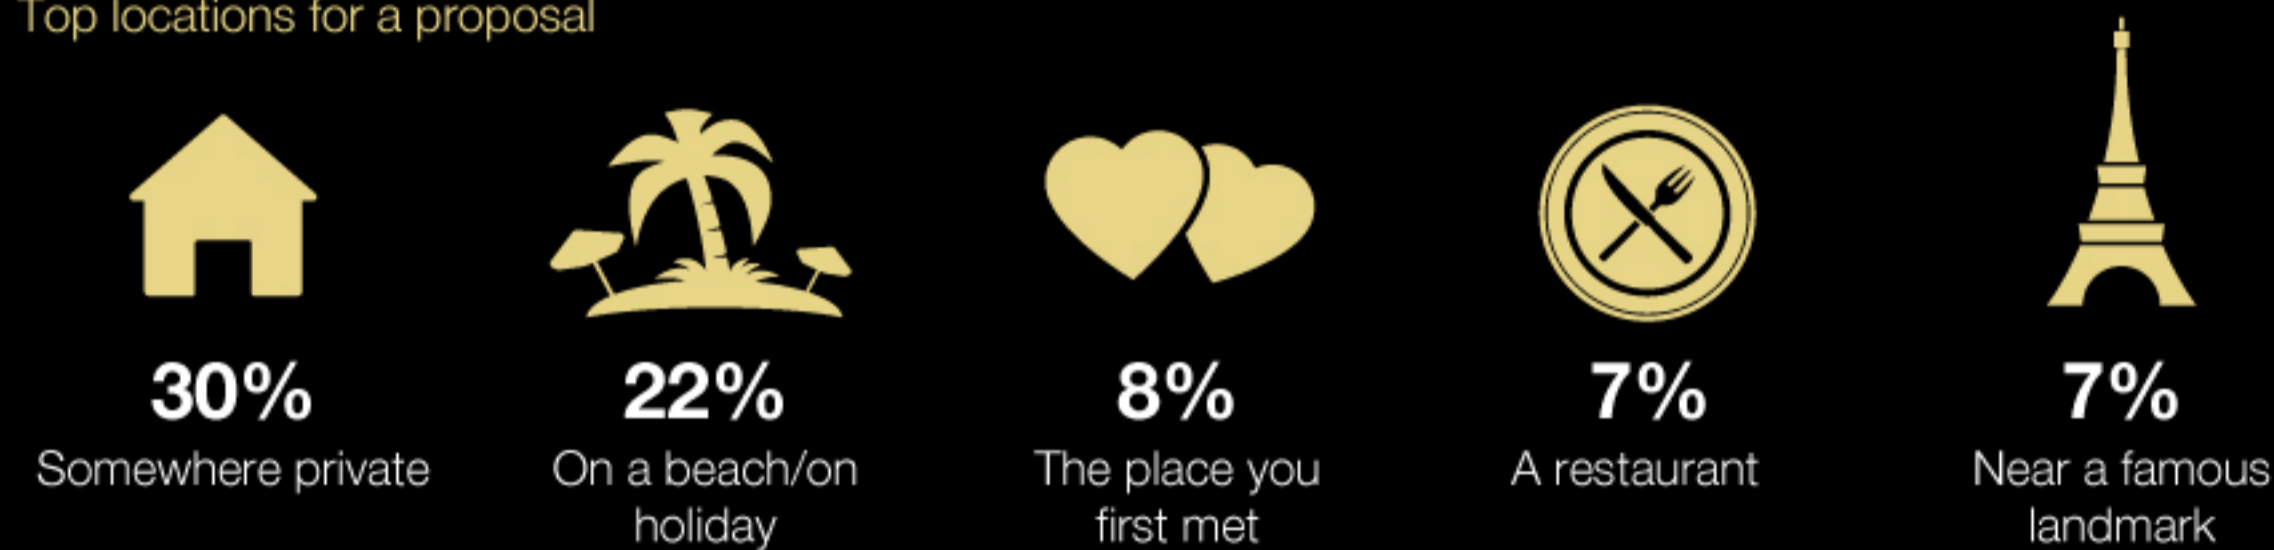 Top locations for a proposal
30%
Somewhere private
22%
On a beach/on
holiday
8%
The place you
first met
7%
A restaurant
7%
Near a famous
landmark